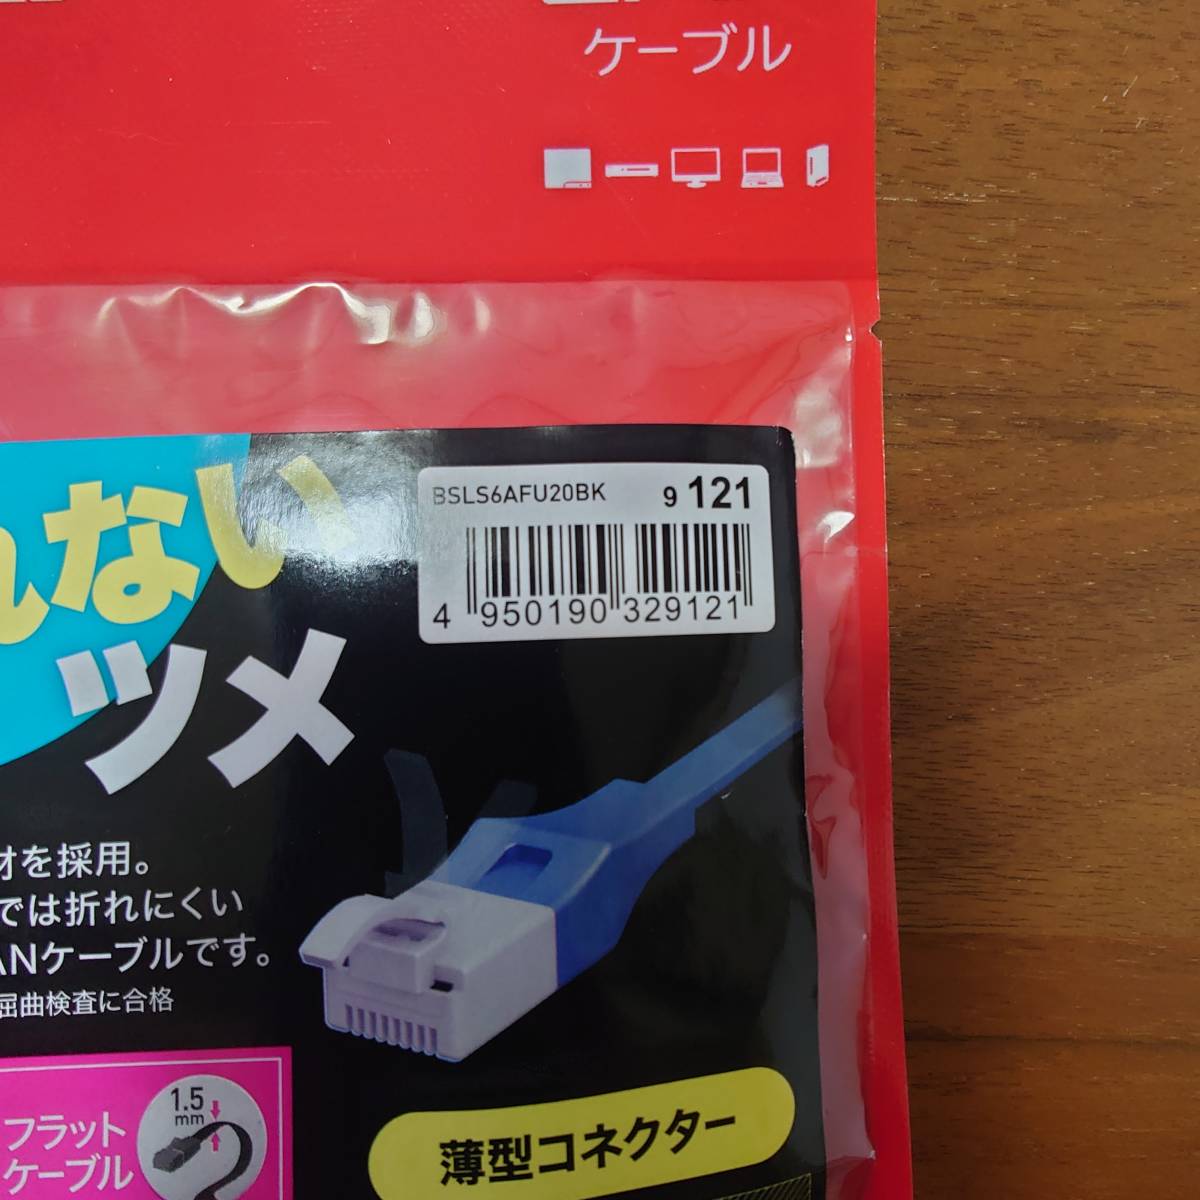 ケーブル
ない
ツメ
BSLS6AFU20BK 9 121
4 950190 329121
を採用。
では折れにくい
ANケーブルです。
屈曲検査に合格
フラット
ケーブル
1.5
mm
薄型コネクター